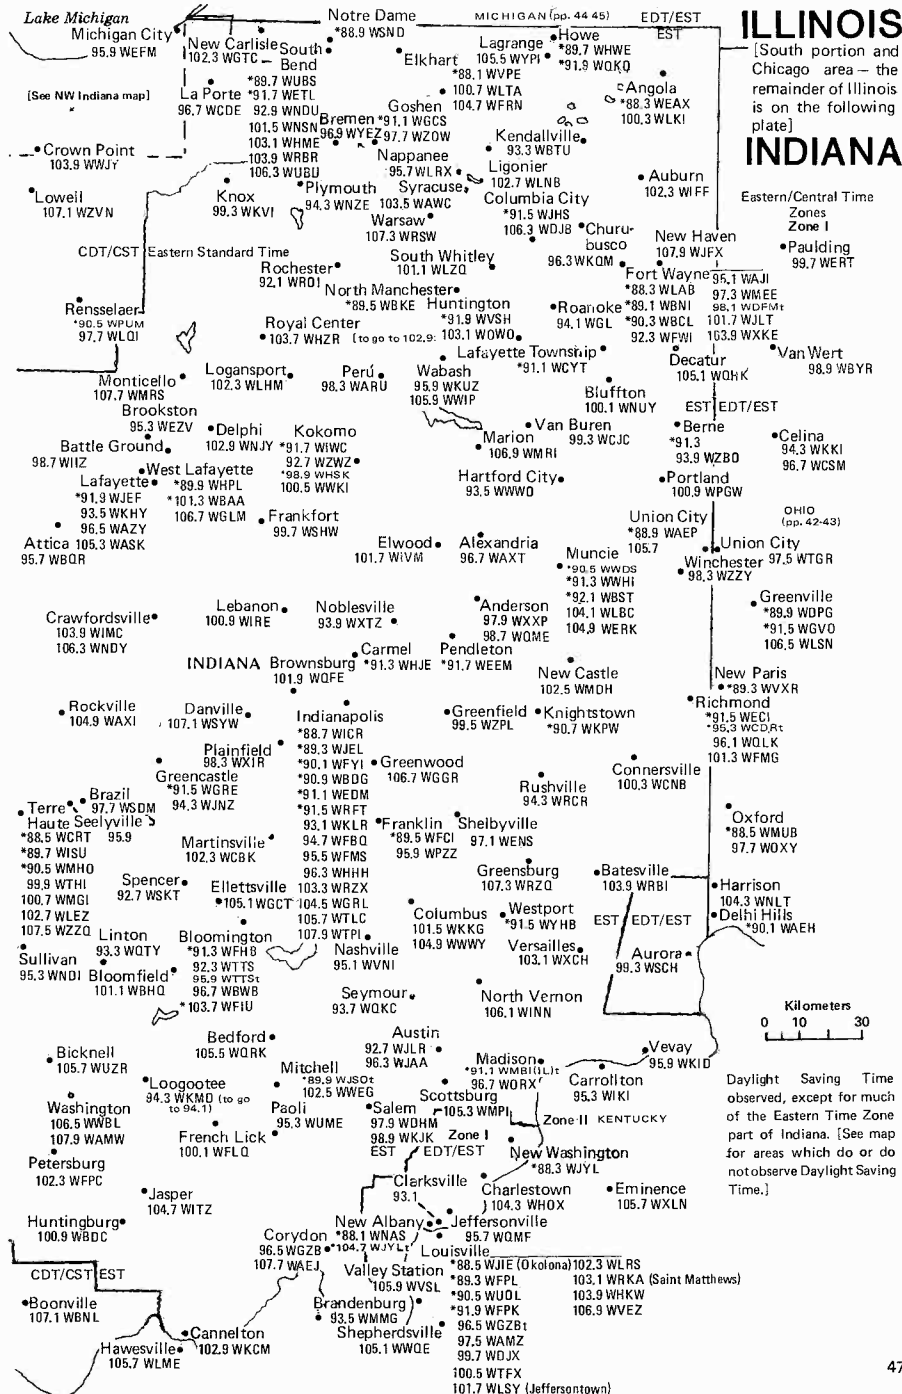 Lake Michigan
Michigan City
95.9 WEFM
New Carlisle
102.3 WGTC
Notre Dame
*88.9 WSND
MICHIGAN (pp. 44-45)
EDT/EST
EST
ILLINOIS
[South portion and
Chicago area – the
remainder of Illinois
is on the following
plate]
INDIANA
Eastern/Central Time
Zones
Zone I
[See NW Indiana map]
La Porte
96.7 WCDE
South
Bend
*89.7 WUBS
*91.7 WETL
92.9 WNDU
101.5 WNSN
103.1 WHME
103.9 WRBR
106.3 WUBU
Elkhart
*88.1 WVPE
100.7 WLTA
104.7 WFRN
Lagrange
105.5 WYPI
Howe
*89.7 WHWE
*91.9 WQKO
Angola
*88.3 WEAX
100.3 WLKI
Bremen
96.9 WYEZ
Goshen
*91.1 WGCS
97.7 WZOW
Kendallville
93.3 WBTU
Crown Point
103.9 WWJY
Nappanee
95.7 WLRX
Ligonier
102.7 WLNB
Auburn
102.3 WIFF
Lowell
107.1 WZVN
Knox
99.3 WKVI
Plymouth
94.3 WNZE
Syracuse
103.5 WAWC
Columbia City
*91.5 WJHS
106.3 WDJB
Warsaw
107.3 WRSW
Churu-
busco
96.3 WKQM
New Haven
107.9 WJFX
Paulding
99.7 WERT
CDT/CST
Eastern Standard Time
Rochester
92.1 WROI
South Whitley
101.1 WLZQ
Fort Wayne
*88.3 WLAB
*89.1 WBNI
*90.3 WBCL
92.3 WFWI
95.1 WAJI
97.3 WMEE
98.1 WDFMt
101.7 WJLT
103.9 WXKE
North Manchester
*89.5 WBKE
Huntington
*91.9 WVSH
103.1 WOWO
[to go to 102.9:
Roanoke
94.1 WGL
Rensselaer
*90.5 WPUM
97.7 WLQI
Royal Center
103.7 WHZR
Lafayette Township
*91.1 WCYT
Decatur
105.1 WQHK
Van Wert
98.9 WBYR
Monticello
107.7 WMRS
Logansport
102.3 WLHM
Peru
98.3 WARU
Wabash
95.9 WKUZ
105.9 WWIP
Bluffton
100.1 WNUY
EST
EDT/EST
Brookston
95.3 WEZV
Battle Ground
98.7 WIIZ
Delphi
102.9 WNJY
Kokomo
*91.7 WIWC
92.7 WZWZ
*98.9 WHSK
100.5 WWKI
Van Buren
99.3 WCJC
Marion
106.9 WMRI
Berne
*91.3
93.9 WZBD
Celina
94.3 WKKI
96.7 WCSM
West Lafayette
*89.9 WHPL
*101.3 WBAA
106.7 WGLM
Lafayette
*91.9 WJEF
93.5 WKHY
96.5 WAZY
105.3 WASK
Hartford City
93.5 WWWO
Portland
100.9 WPGW
Frankfort
99.7 WSHW
Union City
*88.9 WAEP
105.7
OHIO
(pp. 42-43)
Attica
95.7 WBQR
Elwood
101.7 WIVM
Alexandria
96.7 WAXT
Muncie
*90.5 WWDS
*91.3 WWHI
*92.1 WBST
104.1 WLBC
104.9 WERK
Union City
97.5 WTGR
Winchester
98.3 WZZY
Crawfordsville
103.9 WIMC
106.3 WNDY
Lebanon
100.9 WIRE
Noblesville
93.9 WXTZ
Anderson
97.9 WXXP
98.7 WQME
Greenville
*89.9 WDPG
*91.5 WGVO
106.5 WLSN
INDIANA
Brownsburg
101.9 WQFE
Carmel
*91.3 WHJE
Pendleton
*91.7 WEEM
New Castle
102.5 WMDH
New Paris
*89.3 WVXR
Richmond
*91.5 WECI
*95.3 WCD,Rt
96.1 WQLK
101.3 WFMG
Rockville
104.9 WAXI
Danville
107.1 WSYW
Indianapolis
*88.7 WICR
*89.3 WJEL
*90.1 WFYI
*90.9 WBDG
*91.1 WEDM
*91.5 WRFT
93.1 WKLR
94.7 WFBQ
95.5 WFMS
96.3 WHHH
103.3 WRZX
104.5 WGRL
105.7 WTLC
107.9 WTPI
Greenfield
99.5 WZPL
Knightstown
*90.7 WKPW
Plainfield
98.3 WXIR
Greenwood
106.7 WGGR
Greencastle
*91.5 WGRE
94.3 WJNZ
Connersville
100.3 WCNB
Rushville
94.3 WRCR
Brazil
97.7 WSDM
Seelyville
95.9
Terre
Haute
*88.5 WCRT
*89.7 WISU
*90.5 WMHO
99.9 WTHI
100.7 WMGI
102.7 WLEZ
107.5 WZZQ
Martinsville
102.3 WCBK
Franklin
*89.5 WFCI
95.9 WPZZ
Shelbyville
97.1 WENS
Oxford
*88.5 WMUB
97.7 WOXY
Spencer
92.7 WSKT
Ellettsville
105.1 WGCT
Greensburg
107.3 WRZQ
Batesville
103.9 WRBI
Harrison
104.3 WNLT
Columbus
101.5 WKKG
104.9 WWWY
Westport
*91.5 WYHB
EST
EDT/EST
Delhi Hills
*90.1 WAEH
Linton
93.3 WQTY
Bloomington
*91.3 WFHB
92.3 WTTS
95.9 WTTSt
96.7 WBWB
*103.7 WFIU
Nashville
95.1 WVNI
Versailles
103.1 WXCH
Aurora
99.3 WSCH
Sullivan
95.3 WNDI
Bloomfield
101.1 WBHQ
Seymour
93.7 WQKC
North Vernon
106.1 WINN
Kilometers
0 10 30
Bedford
105.5 WQRK
Austin
92.7 WJLR
96.3 WJAA
Bicknell
105.7 WUZR
Madison
*91.1 WMBI(IL)t
96.7 WORX
Vevay
95.9 WKID
Loogootee
94.3 WKMD (to go
to 94.1)
Mitchell
*89.9 WJSOt
102.5 WWEG
Carrollton
95.3 WIKI
Daylight Saving Time
observed, except for much
of the Eastern Time Zone
part of Indiana. [See map
for areas which do or do
not observe Daylight Saving
Time.]
Scottsburg
105.3 WMPI
Washington
106.5 WWBL
107.9 WAMW
Paoli
95.3 WUME
Salem
97.9 WDHM
98.9 WKJK
Zone I
Zone II KENTUCKY
French Lick
100.1 WFLQ
EST
EDT/EST
New Washington
*88.3 WJYL
Petersburg
102.3 WFPC
Clarksville
93.1
Charlestown
104.3 WHOX
Eminence
105.7 WXLN
Jasper
104.7 WITZ
Huntingburg
100.9 WBDC
Corydon
96.5 WGZB
107.7 WAEJ
New Albany
*88.1 WNAS
*104.7 WJYLt
Jeffersonville
95.7 WQMF
Louisville
*88.5 WJIE (Okolona)
*89.3 WFPL
*90.5 WUOL
*91.9 WFPK
96.5 WGZBt
97.5 WAMZ
99.7 WDJX
100.5 WTFX
101.7 WLSY (Jeffersontown)
102.3 WLRS
103.1 WRKA (Saint Matthews)
103.9 WHKW
106.9 WVEZ
Valley Station
105.9 WVSL
CDT/CST
EST
Boonville
107.1 WBNL
Brandenburg
93.5 WMMG
Shepherdsville
105.1 WWQE
Cannelton
102.9 WKCM
Hawesville
105.7 WLME
47